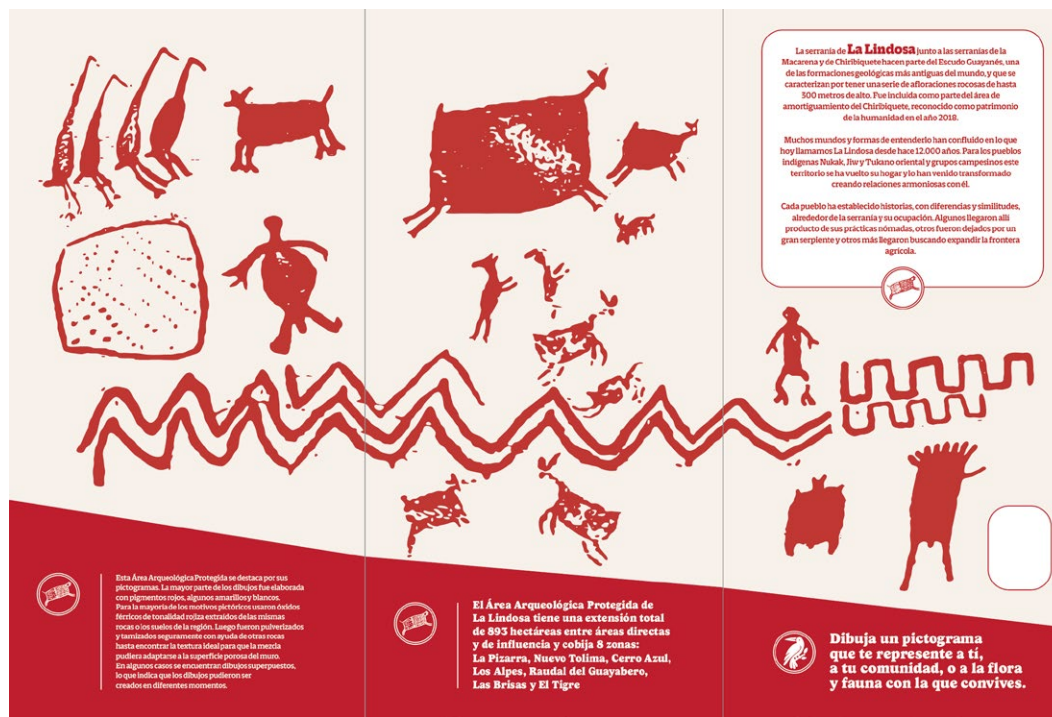 La serranía de La Lindosa junto a las serranías de la
Macarena y de Chiribiquete hacen parte del Escudo Guayanés, una
de las formaciones geológicas más antiguas del mundo, y que se
caracterizan por tener una serie de afloraciones rocosas de hasta
300 metros de alto. Fue incluida como parte del área de
amortiguamiento del Chiribiquete, reconocido como patrimonio
de la humanidad en el año 2018.
Muchos mundos y formas de entenderlo han confluido en lo que
hoy llamamos La Lindosa desde hace 12.000 años. Para los pueblos
indígenas Nukak, Jiw y Tukano oriental y grupos campesinos este
territorio se ha vuelto su hogar y lo han venido transformado
creando relaciones armoniosas con él.
Cada pueblo ha establecido historias, con diferencias y similitudes,
alrededor de la serranía y su ocupación. Algunos llegaron allí
producto de sus prácticas nómadas, otros fueron dejados por un
gran serpiente y otros más llegaron buscando expandir la frontera
agrícola.
Esta Área Arqueológica Protegida se destaca por sus
pictogramas. La mayor parte de los dibujos fue elaborada
con pigmentos rojos, algunos amarillos y blancos.
Para la mayoría de los motivos pictóricos usaron óxidos
férricos de tonalidad rojiza extraídos de las mismas
rocas o los suelos de la región. Luego fueron pulverizados
y tamizados seguramente con ayuda de otras rocas
hasta encontrar la textura ideal para que la mezcla
pudiera adaptarse a la superficie porosa del muro.
En algunos casos se encuentran dibujos superpuestos,
lo que indica que los dibujos pudieron ser
creados en diferentes momentos.
El Área Arqueológica Protegida de
La Lindosa tiene una extensión total
de 893 hectáreas entre áreas directas
y de influencia y cobija 8 zonas:
La Pizarra, Nuevo Tolima, Cerro Azul,
Los Alpes, Raudal del Guayabero,
Las Brisas y El Tigre
Dibuja un pictograma
que te represente a tí,
a tu comunidad, o a la flora
y fauna con la que convives.